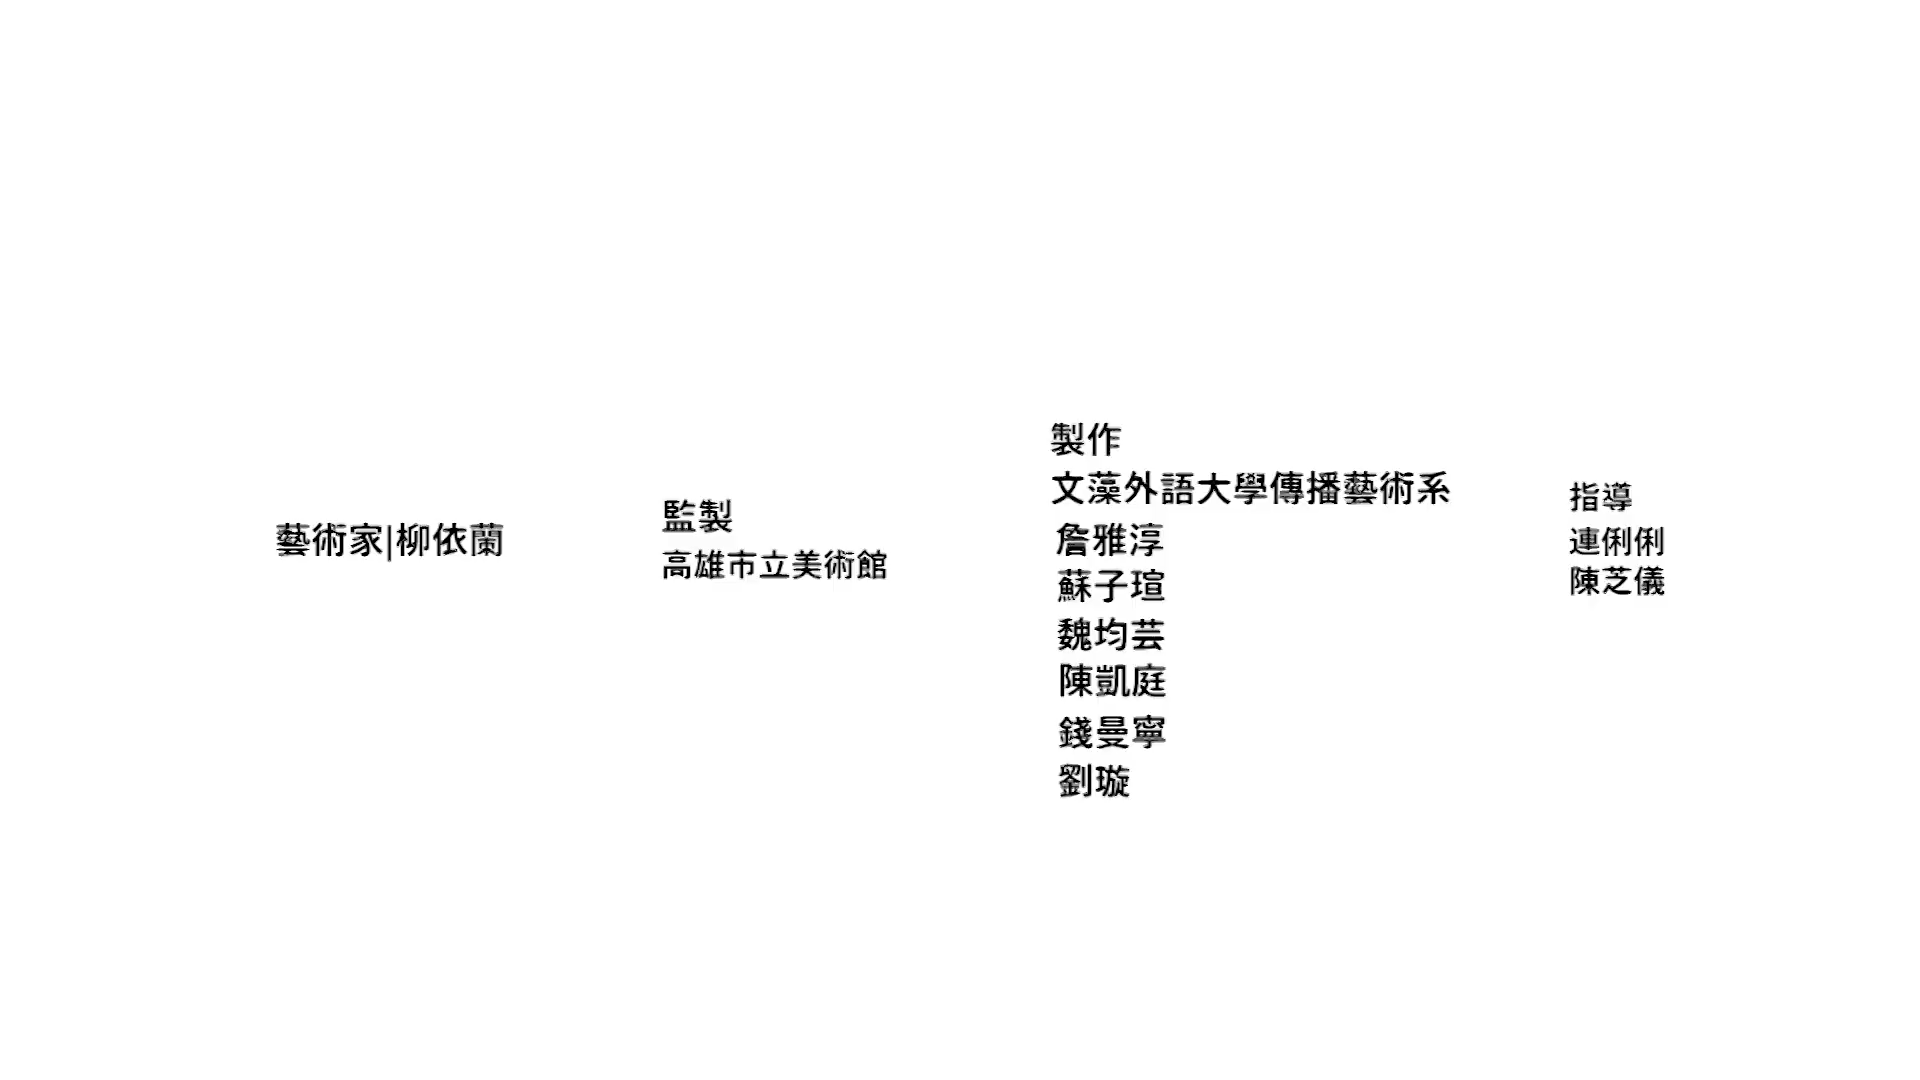 藝術家|柳依蘭
監製
高雄市立美術館
製作
文藻外語大學傳播藝術系
詹雅淳
蘇子瑄
魏均芸
陳凱庭
錢曼寧
劉璇
指導
連俐俐
陳芝儀